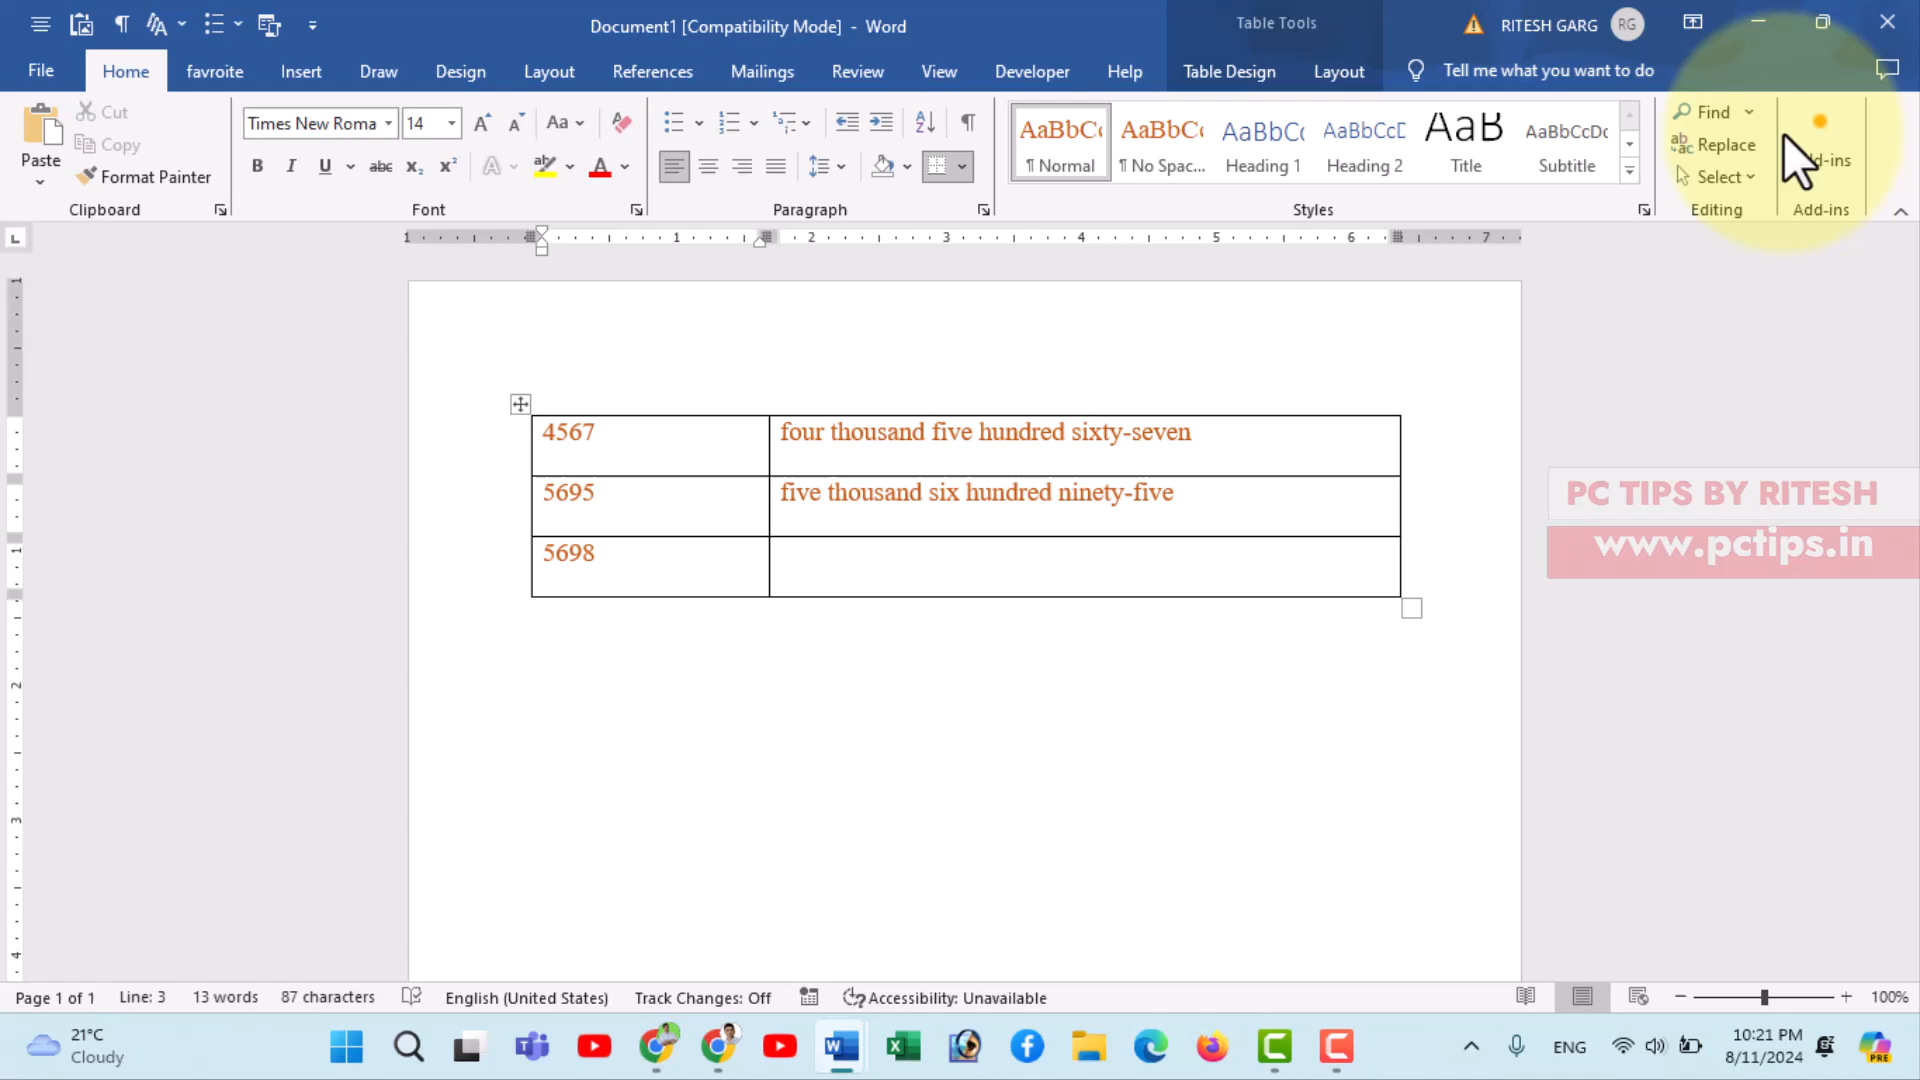 Document1 [Compatibility Mode] - Word
Table Tools
RITESH GARG
RG
File
Home
favroite
Insert
Draw
Design
Layout
References
Mailings
Review
View
Developer
Help
Table Design
Layout
Tell me what you want to do
Paste
Cut
Copy
Format Painter
Clipboard
Times New Roma
14
Font
Paragraph
AaBbCc
¶ Normal
AaBbCc
¶ No Spac...
AaBbCc
Heading 1
AaBbCcD
Heading 2
AaB
Title
AaBbCcDc
Subtitle
Styles
Find
Replace
Select
Editing
Add-ins
4567
four thousand five hundred sixty-seven
5695
five thousand six hundred ninety-five
5698
PC TIPS BY RITESH
www.pctips.in
Page 1 of 1
Line: 3
13 words
87 characters
English (United States)
Track Changes: Off
Accessibility: Unavailable
100%
21°C
Cloudy
ENG
10:21 PM
8/11/2024
PRE